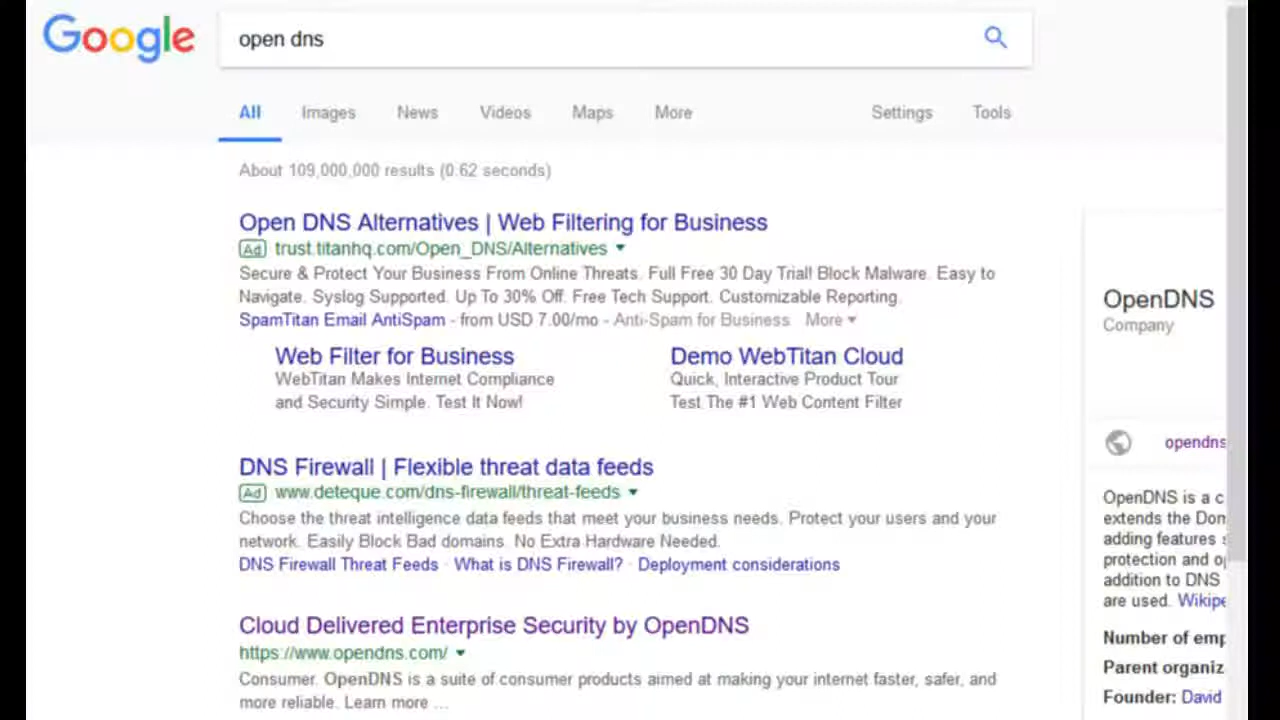 Google
open dns
All Images News Videos Maps More Settings Tools
About 109,000,000 results (0.62 seconds)
Open DNS Alternatives | Web Filtering for Business
Ad trust.titanhq.com/Open_DNS/Alternatives
Secure & Protect Your Business From Online Threats. Full Free 30 Day Trial! Block Malware. Easy to
Navigate. Syslog Supported. Up To 30% Off. Free Tech Support. Customizable Reporting.
SpamTitan Email AntiSpam - from USD 7.00/mo - Anti-Spam for Business More
Web Filter for Business
WebTitan Makes Internet Compliance
and Security Simple. Test It Now!
Demo WebTitan Cloud
Quick, Interactive Product Tour
Test The #1 Web Content Filter
DNS Firewall | Flexible threat data feeds
Ad www.deteque.com/dns-firewall/threat-feeds
Choose the threat intelligence data feeds that meet your business needs. Protect your users and your
network. Easily Block Bad domains. No Extra Hardware Needed.
DNS Firewall Threat Feeds · What is DNS Firewall? · Deployment considerations
Cloud Delivered Enterprise Security by OpenDNS
https://www.opendns.com/
Consumer. OpenDNS is a suite of consumer products aimed at making your internet faster, safer, and
more reliable. Learn more ...
OpenDNS
Company
opendns
OpenDNS is a c
extends the Dom
adding features
protection and op
addition to DNS
are used. Wikipe
Number of emp
Parent organiz
Founder: David